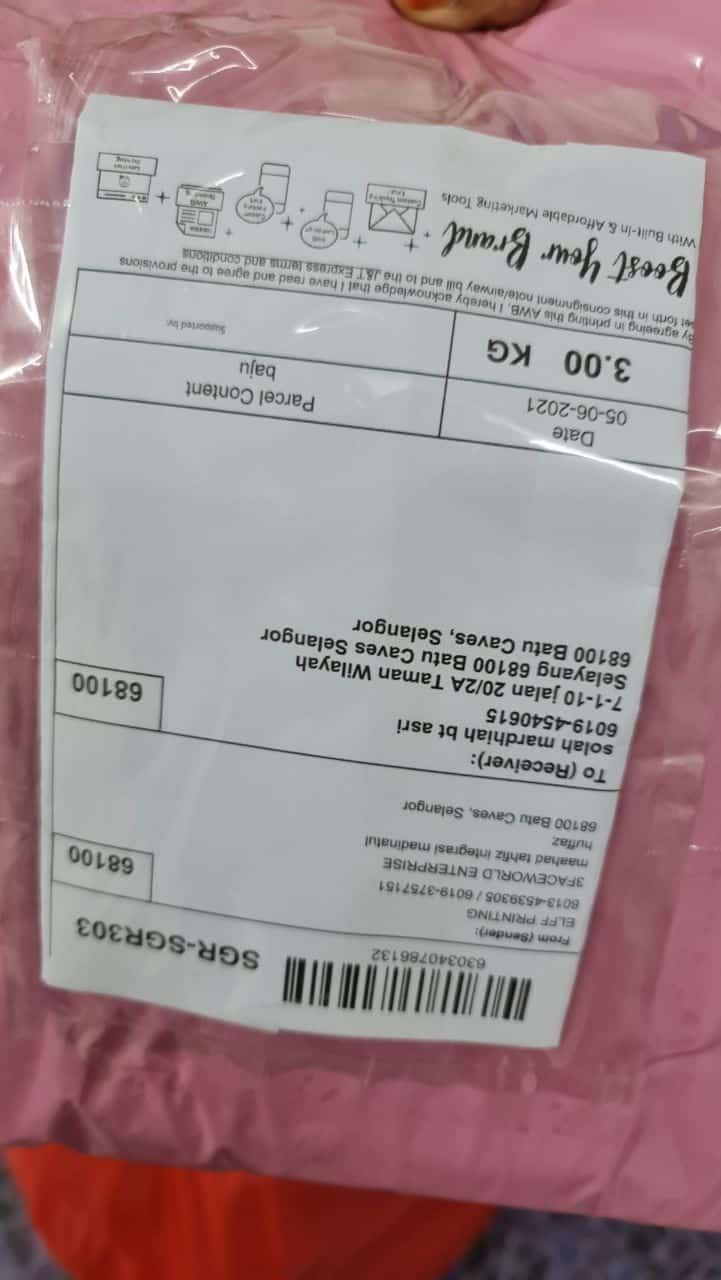 630340786132
SGR-SGR303
From (Sender):
ELFF PRINTING
6013-4539305 / 6019-3757151
3FACEWORLD ENTERPRISE
maahad tahfiz integrasi madinatul
huffaz
68100 Batu Caves, Selangor
68100
To (Receiver):
solah mardhiah bt asri
6019-4540615
7-1-10 jalan 20/2A Taman Wilayah
Selayang 68100 Batu Caves Selangor
68100 Batu Caves, Selangor
68100
Date
05-06-2021
Parcel Content
baju
3.00 KG
Supported by:
By agreeing in printing this AWB, I hereby acknowledge that I have read and agree to the provisions
set forth in this consignment note/airway bill and to the J&T Express terms and conditions
Boost Your Brand
With Built-In & Affordable Marketing Tools
AWB